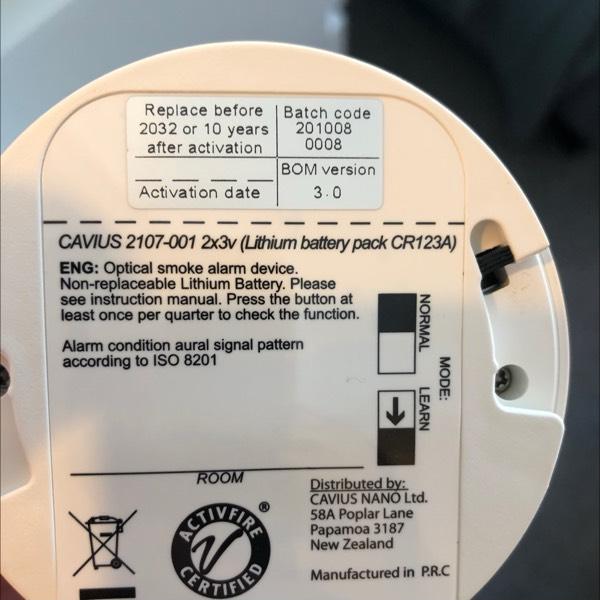 Replace before
2032 or 10 years
after activation
Activation date
Batch code
201008
0008
BOM version
3.0
CAVIUS 2107-001 2x3v (Lithium battery pack CR123A)
ENG: Optical smoke alarm device.
Non-replaceable Lithium Battery. Please
see instruction manual. Press the button at
least once per quarter to check the function.
Alarm condition aural signal pattern
according to ISO 8201
MODE:
NORMAL
LEARN
ROOM
ACTIVFIRE®
CERTIFIED
Distributed by:
CAVIUS NANO Ltd.
58A Poplar Lane
Papamoa 3187
New Zealand
Manufactured in P.R.C